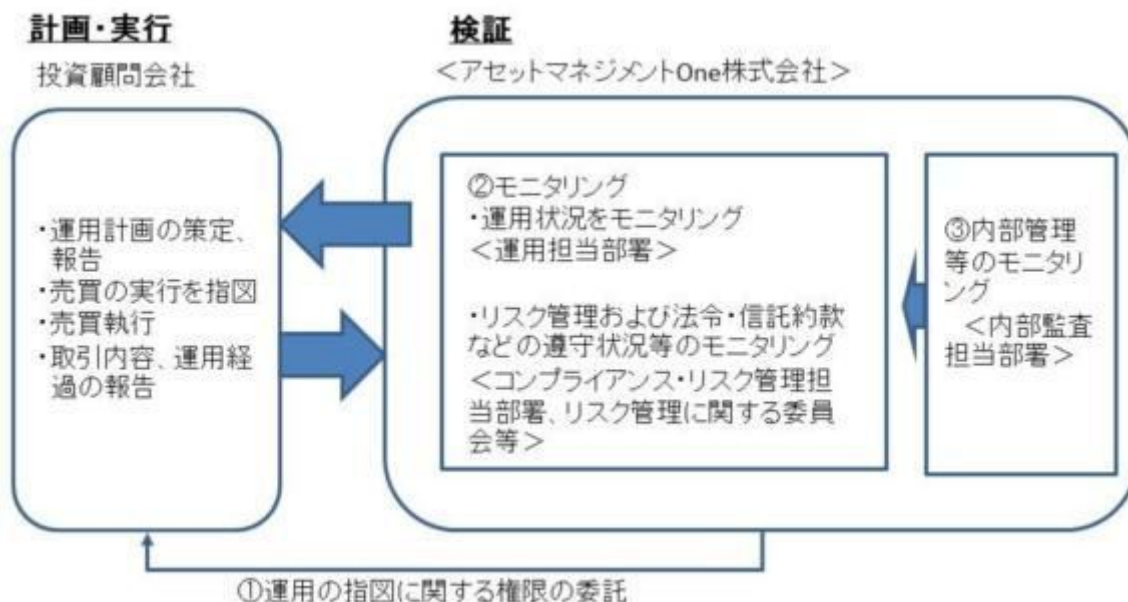 計画・実行
投資顧問会社
・運用計画の策定、
報告
・売買の実行を指図
・売買執行
・取引内容、運用経
過の報告
検証
＜アセットマネジメントOne株式会社＞
②モニタリング
・運用状況をモニタリング
＜運用担当部署＞
・リスク管理および法令・信託約款
などの遵守状況等のモニタリング
＜コンプライアンス・リスク管理担
当部署、リスク管理に関する委員
会等＞
③内部管理
等のモニタリ
ング
＜内部監査
担当部署＞
①運用の指図に関する権限の委託